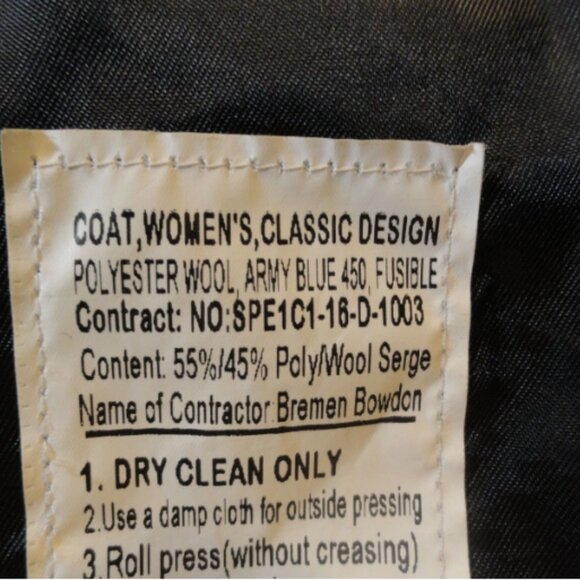 COAT,WOMEN'S,CLASSIC DESIGN
POLYESTER WOOL, ARMY BLUE 450, FUSIBLE
Contract: NO:SPE1C1-16-D-1003
Content: 55%/45% Poly/Wool Serge
Name of Contractor:Bremen Bowdon
1. DRY CLEAN ONLY
2.Use a damp cloth for outside pressing
3.Roll press(without creasing)